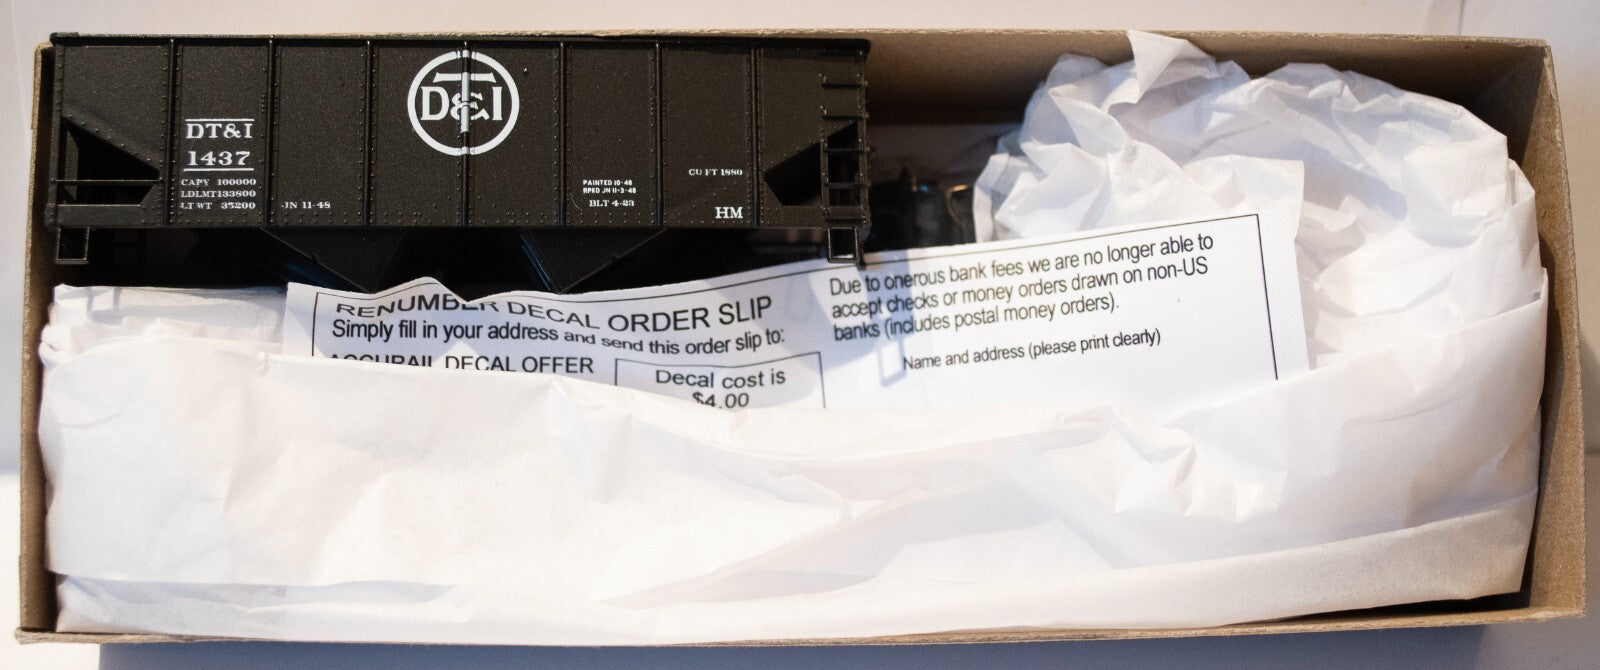 DT&I
DT&I
1437
CAPY 100000
LDLMT 133800
LT WT 35200
JN 11-48
PAINTED 10-48
RPKD JN 11-3-48
BLT 4-23
CU FT 1880
HM
RENUMBER DECAL ORDER SLIP
Simply fill in your address and send this order slip to:
ACCURAIL DECAL OFFER
Decal cost is
$4.00
Due to onerous bank fees we are no longer able to
accept checks or money orders drawn on non-US
banks (includes postal money orders).
Name and address (please print clearly)